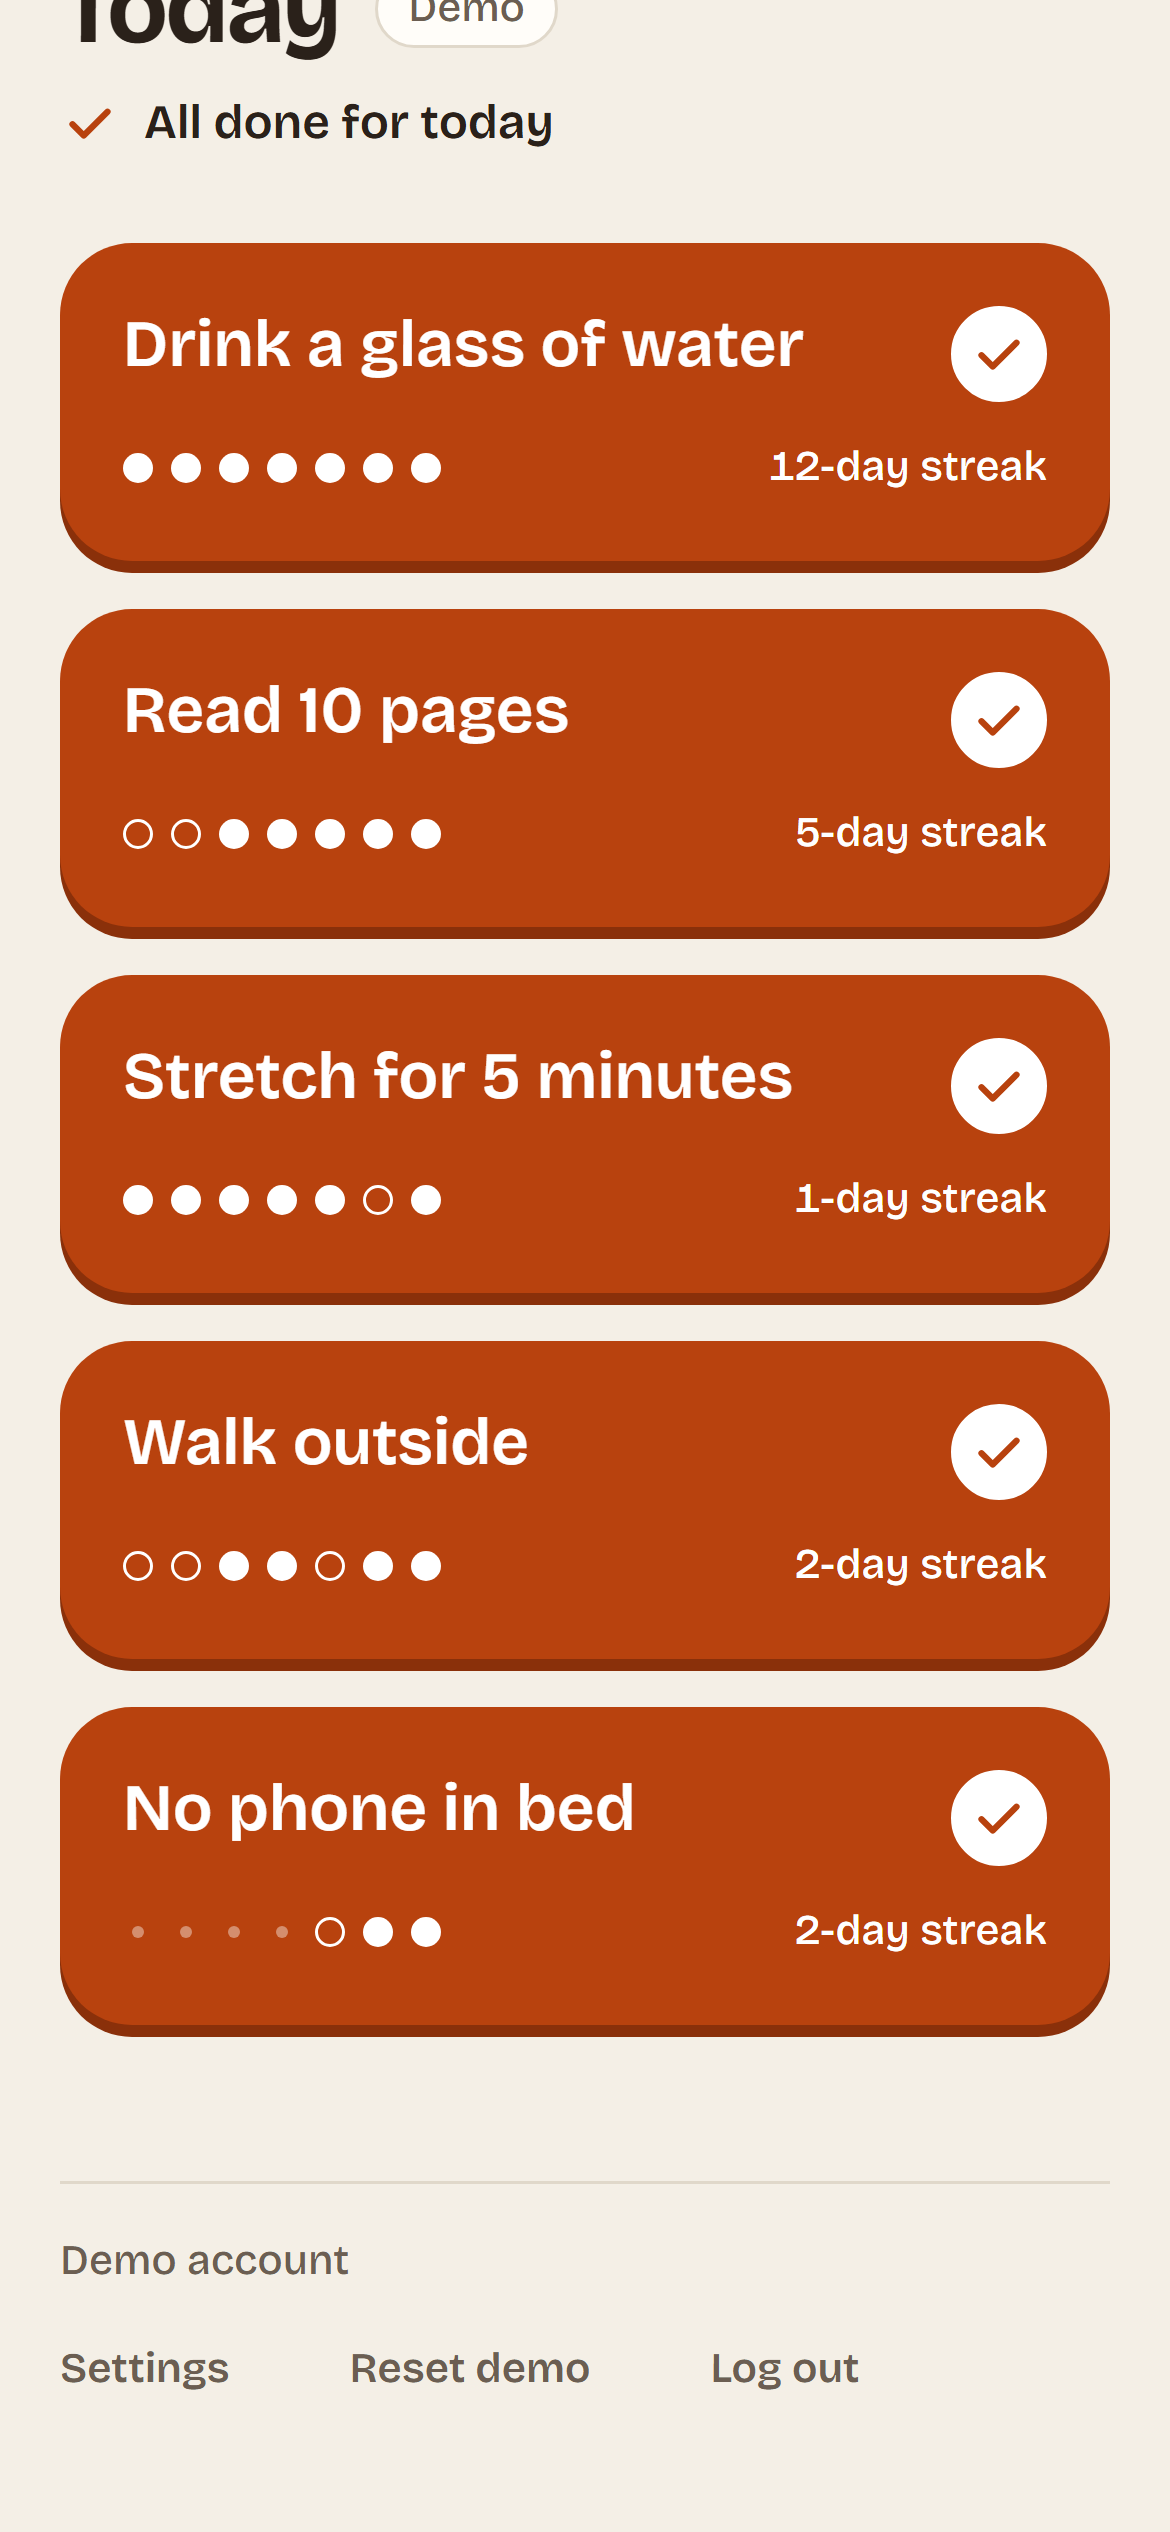 Today Demo
All done for today
Drink a glass of water
12-day streak
Read 10 pages
5-day streak
Stretch for 5 minutes
1-day streak
Walk outside
2-day streak
No phone in bed
2-day streak
Demo account
Settings Reset demo Log out